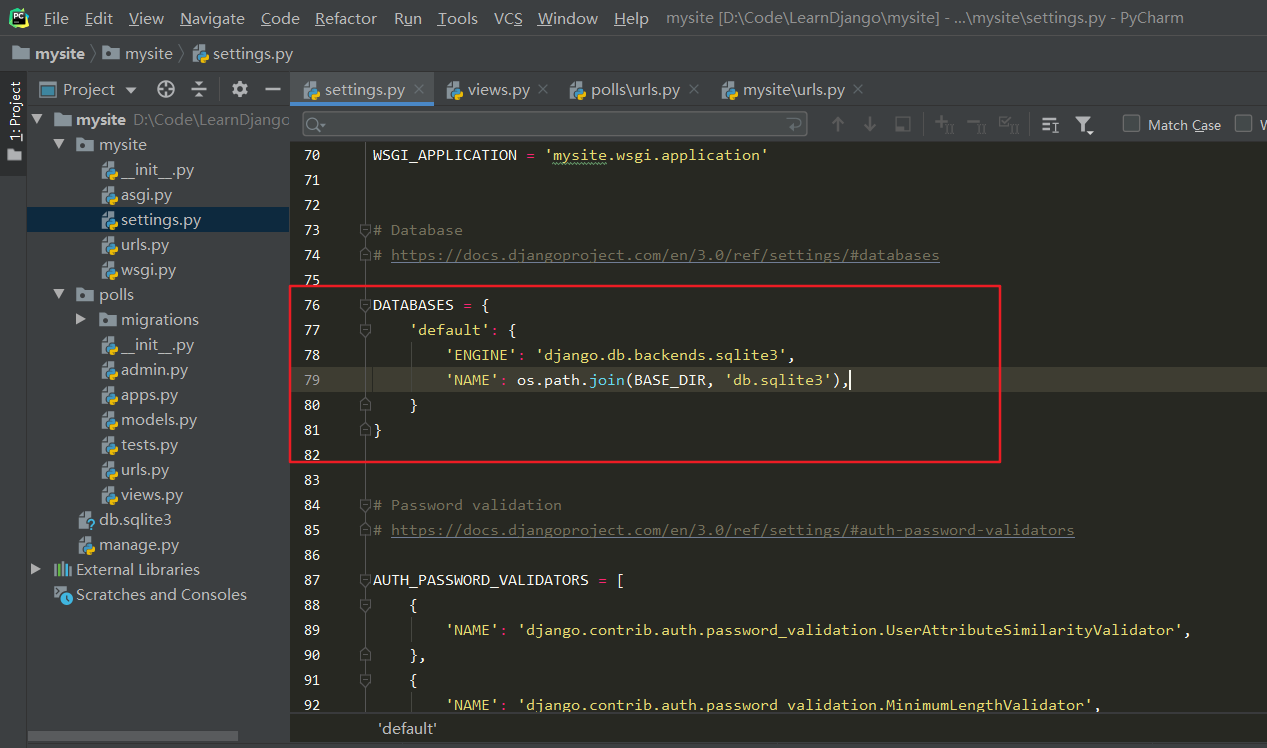 File Edit View Navigate Code Refactor Run Tools VCS Window Help mysite [D:\Code\LearnDjango\mysite] - ...\mysite\settings.py - PyCharm
mysite mysite settings.py
1: Project
Project
settings.py views.py polls\urls.py mysite\urls.py
mysite D:\Code\LearnDjango
mysite
__init__.py
asgi.py
settings.py
urls.py
wsgi.py
polls
migrations
__init__.py
admin.py
apps.py
models.py
tests.py
urls.py
views.py
db.sqlite3
manage.py
External Libraries
Scratches and Consoles
Match Case W
70 WSGI_APPLICATION = 'mysite.wsgi.application'
71
72
73 # Database
74 # https://docs.djangoproject.com/en/3.0/ref/settings/#databases
75
76 DATABASES = {
77     'default': {
78         'ENGINE': 'django.db.backends.sqlite3',
79         'NAME': os.path.join(BASE_DIR, 'db.sqlite3'),
80     }
81 }
82
83
84 # Password validation
85 # https://docs.djangoproject.com/en/3.0/ref/settings/#auth-password-validators
86
87 AUTH_PASSWORD_VALIDATORS = [
88     {
89         'NAME': 'django.contrib.auth.password_validation.UserAttributeSimilarityValidator',
90     },
91     {
92         'NAME': 'django.contrib.auth.password_validation.MinimumLengthValidator',
'default'